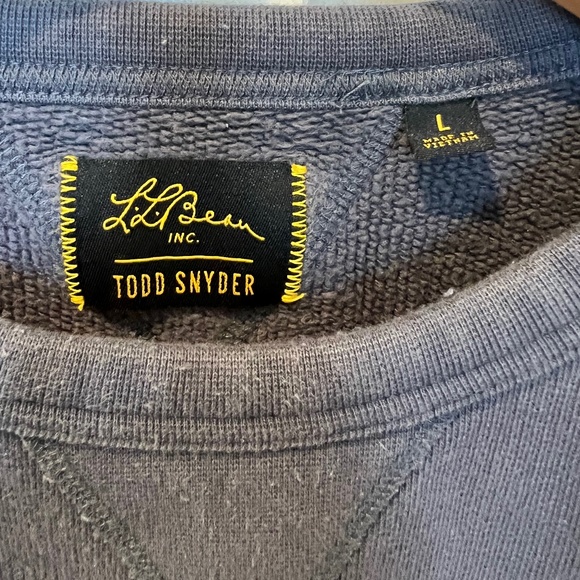 L.L.Bean
INC.
TODD SNYDER
L
MADE IN
VIETNAM